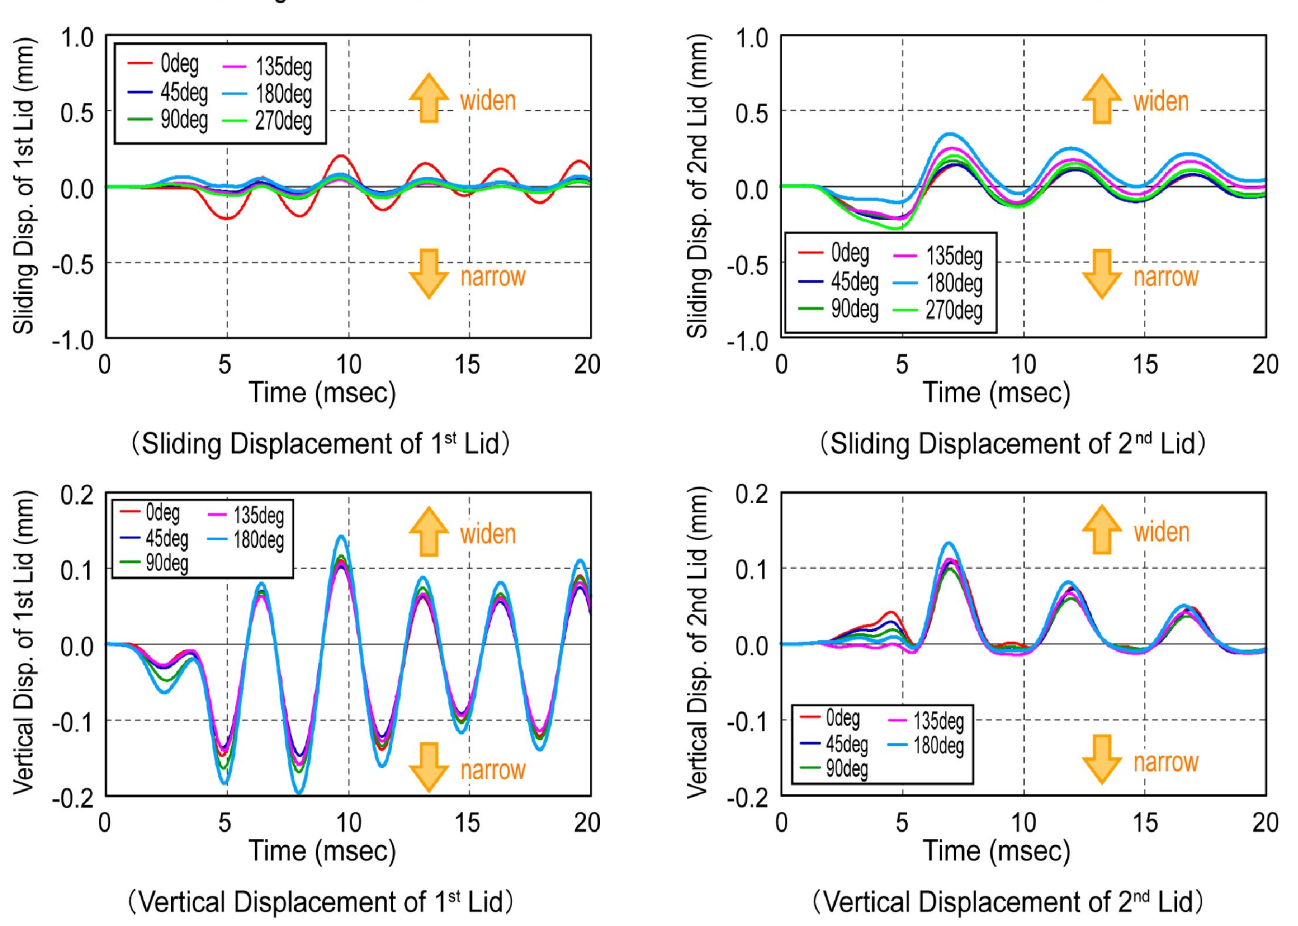 Sliding Disp. of 1st Lid (mm)
1.0
0.5
0.0
-0.5
-1.0
0deg
45deg
90deg
135deg
180deg
270deg
widen
narrow
0 5 10 15 20
Time (msec)
（Sliding Displacement of 1st Lid）
Sliding Disp. of 2nd Lid (mm)
1.0
0.5
0.0
-0.5
-1.0
widen
narrow
0deg
45deg
90deg
135deg
180deg
270deg
0 5 10 15 20
Time (msec)
（Sliding Displacement of 2nd Lid）
Vertical Disp. of 1st Lid (mm)
0.2
0.1
0.0
-0.1
-0.2
0deg
45deg
90deg
135deg
180deg
widen
narrow
0 5 10 15 20
Time (msec)
（Vertical Displacement of 1st Lid）
Vertical Disp. of 2nd Lid (mm)
0.2
0.1
0.0
-0.1
-0.2
widen
narrow
0deg
45deg
90deg
135deg
180deg
0 5 10 15 20
Time (msec)
（Vertical Displacement of 2nd Lid）